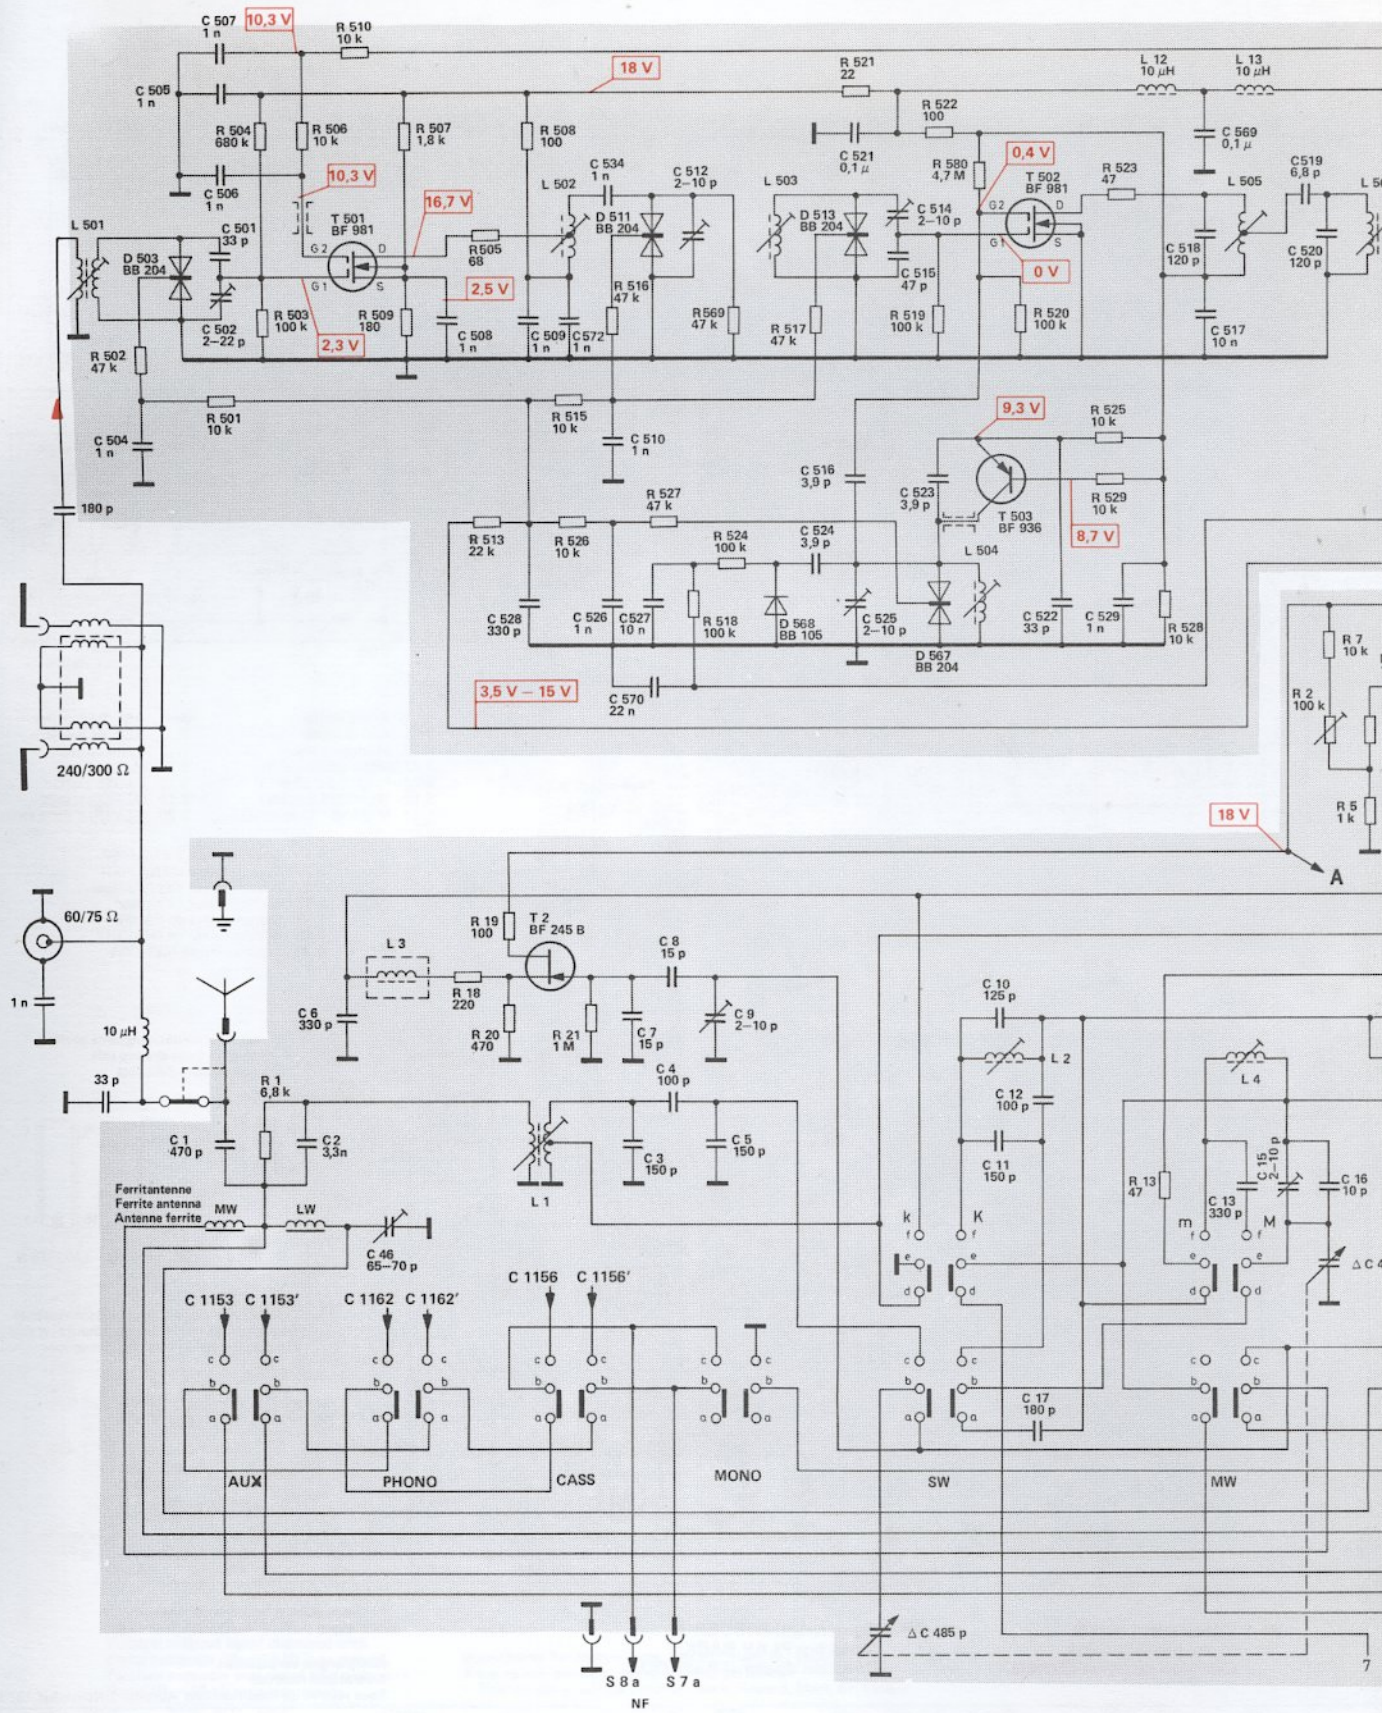 C 507
1 n
10,3 V
R 510
10 k
18 V
R 521
22
L 12
10 µH
L 13
10 µH
C 505
1 n
R 504
680 k
R 506
10 k
R 507
1,8 k
R 508
100
R 522
100
C 569
0,1 µ
C 521
0,1 µ
0,4 V
R 580
4,7 M
T 502
BF 981
R 523
47
C 519
6,8 p
C 506
1 n
10,3 V
C 534
1 n
C 512
2–10 p
L 502
L 503
L 505
16,7 V
D 511
BB 204
D 513
BB 204
C 514
2–10 p
G 2
D
G 1
S
L 501
C 501
33 p
T 501
BF 981
G 2
D
G 1
S
D 503
BB 204
R505
68
C 518
120 p
C 520
120 p
C 515
47 p
0 V
2,5 V
R 516
47 k
C 502
2–22 p
R 503
100 k
R 509
180
R569
47 k
R 517
47 k
R 519
100 k
R 520
100 k
C 517
10 n
2,3 V
C 508
1 n
C 509
1n
C 572
1 n
R 502
47 k
R 501
10 k
R 515
10 k
9,3 V
R 525
10 k
C 504
1 n
C 510
1 n
C 516
3,9 p
C 523
3,9 p
R 529
10 k
180 p
R 527
47 k
T 503
BF 936
8,7 V
R 513
22 k
R 526
10 k
R 524
100 k
C 524
3,9 p
L 504
C 528
330 p
C 526
1 n
C 527
10 n
R 518
100 k
D 568
BB 105
C 525
2–10 p
C 522
33 p
C 529
1 n
R 528
10 k
D 567
BB 204
R 7
10 k
3,5 V – 15 V
C 570
22 n
R 2
100 k
240/300 Ω
R 5
1 k
18 V
A
60/75 Ω
R 19
100
T 2
BF 245 B
L 3
C 8
15 p
1 n
R 18
220
C 10
125 p
10 µH
C 6
330 p
R 20
470
R 21
1 M
C 7
15 p
C 9
2–10 p
L 2
L 4
33 p
R 1
6,8 k
C 4
100 p
C 12
100 p
C 1
470 p
C 2
3,3n
C 3
150 p
C 5
150 p
C 11
150 p
C 15
2–10 p
R 13
47
C 13
330 p
C 16
10 p
L 1
Ferritantenne
Ferrite antenna
Antenne ferrite
MW
LW
k
K
m
M
f
f
f
f
C 46
65–70 p
e
e
e
e
d
d
d
d
C 1153
C 1153′
C 1162
C 1162′
C 1156
C 1156′
c
c
c
c
c
c
c
c
c
c
c
c
b
b
b
b
b
b
b
b
b
b
b
b
C 17
180 p
a
a
a
a
a
a
a
a
a
a
a
a
AUX
PHONO
CASS
MONO
SW
MW
Δ C 485 p
S 8 a
S 7 a
7
NF